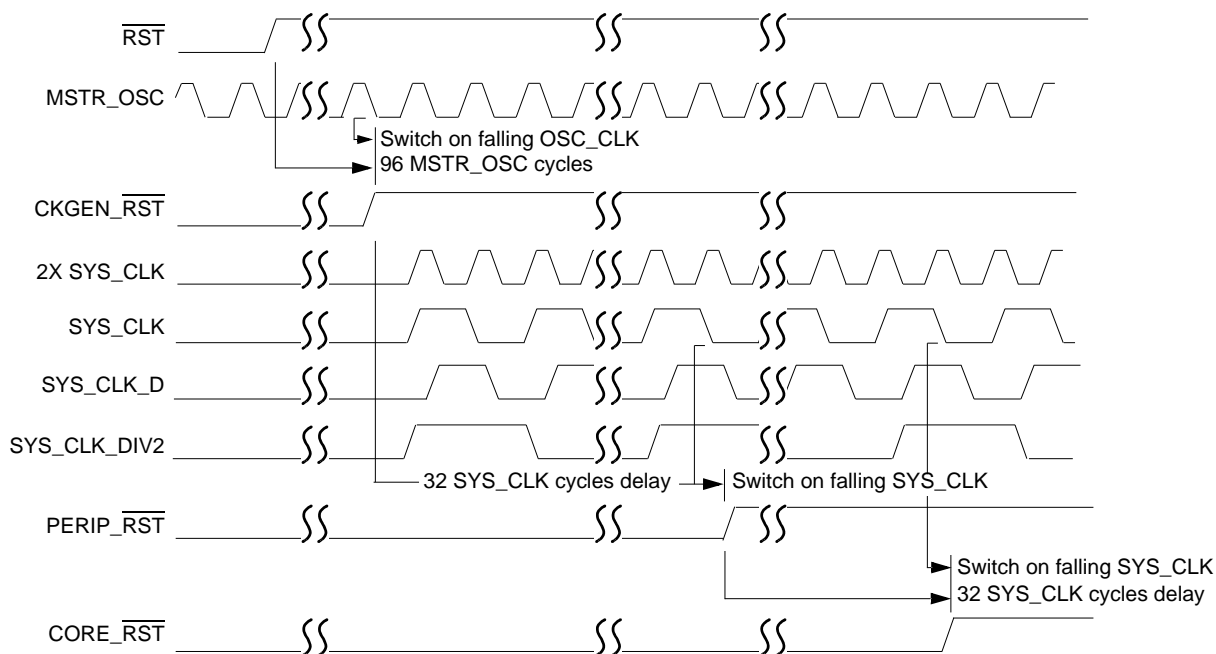 RST
MSTR_OSC
Switch on falling OSC_CLK
96 MSTR_OSC cycles
CKGEN_RST
2X SYS_CLK
SYS_CLK
SYS_CLK_D
SYS_CLK_DIV2
32 SYS_CLK cycles delay
Switch on falling SYS_CLK
PERIP_RST
Switch on falling SYS_CLK
32 SYS_CLK cycles delay
CORE_RST